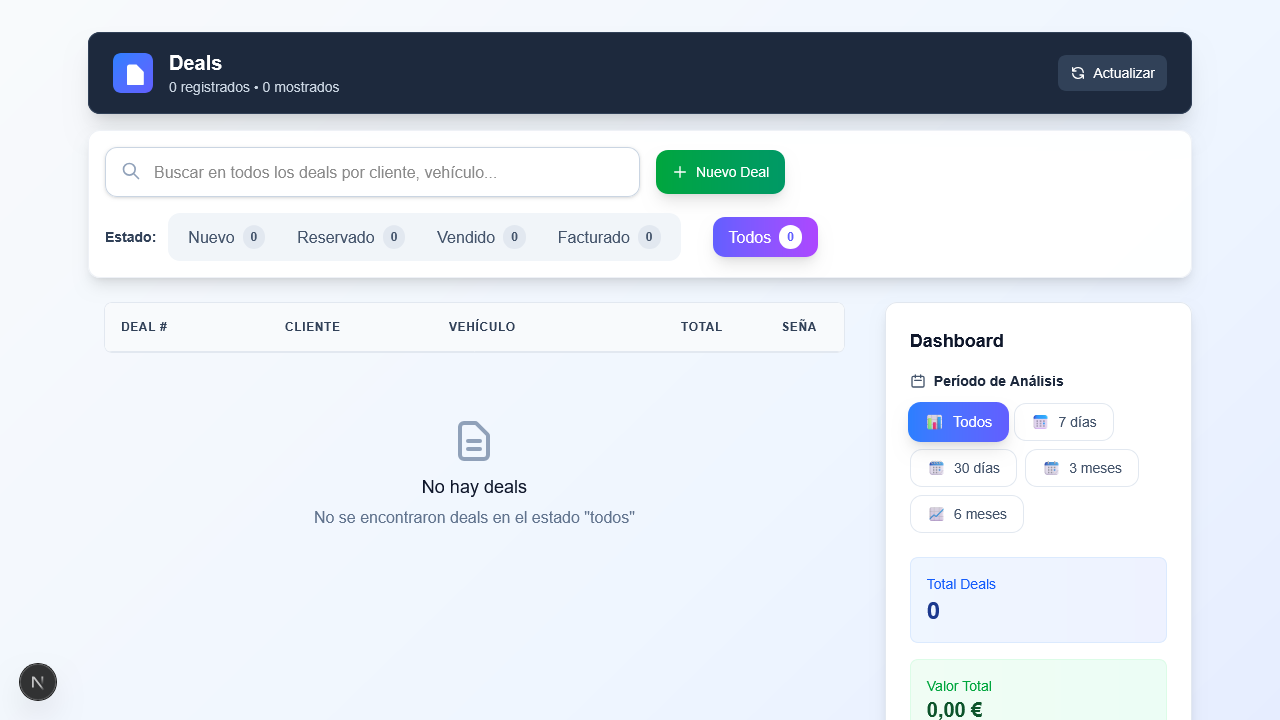 Deals
0 registrados • 0 mostrados
Actualizar
Buscar en todos los deals por cliente, vehículo...
Nuevo Deal
Estado:
Nuevo 0
Reservado 0
Vendido 0
Facturado 0
Todos 0
DEAL # CLIENTE VEHÍCULO TOTAL SEÑA
No hay deals
No se encontraron deals en el estado "todos"
Dashboard
Período de Análisis
Todos
7 días
30 días
3 meses
6 meses
Total Deals
0
Valor Total
0,00 €
N